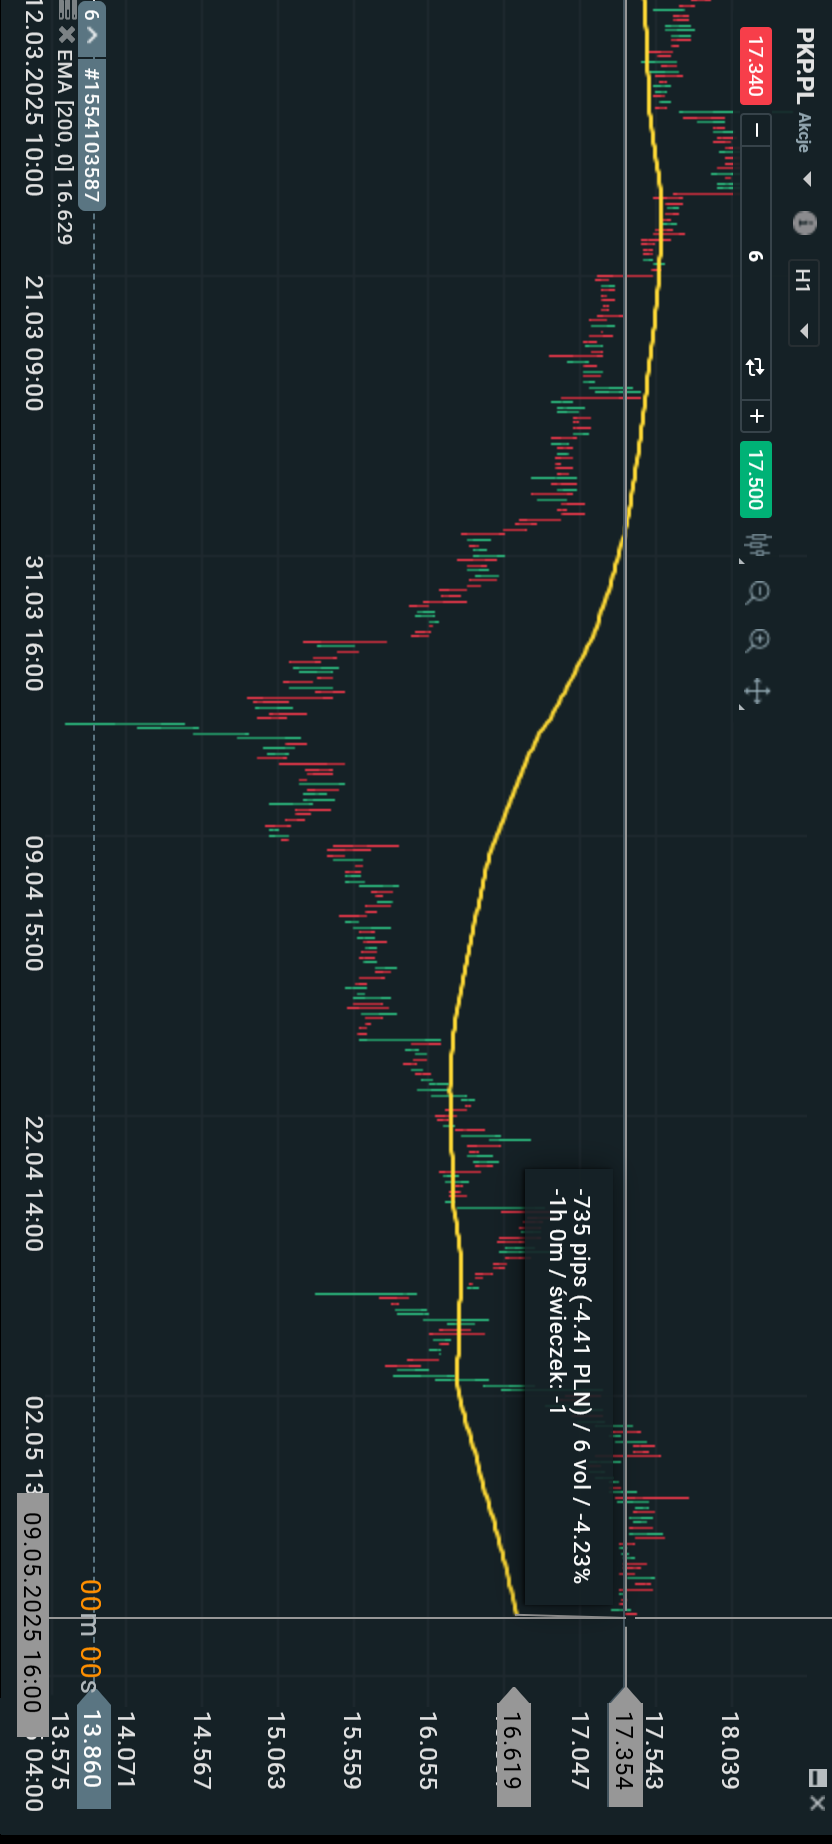 PKP.PL Akcje H1
17.340 6 17.500
18.039
17.543
17.354
17.047
-735 pips (-4.41 PLN) / 6 vol / -4.23%
-1h 0m / świeczek: -1
16.619
16.055
15.559
15.063
14.567
14.071
6 #1554103587
00m 00s
13.860
EMA [200, 0] 16.629
13.575
12.03.2025 10:00 21.03 09:00 31.03 16:00 09.04 15:00 22.04 14:00 02.05 13 09.05.2025 16:00 04:00